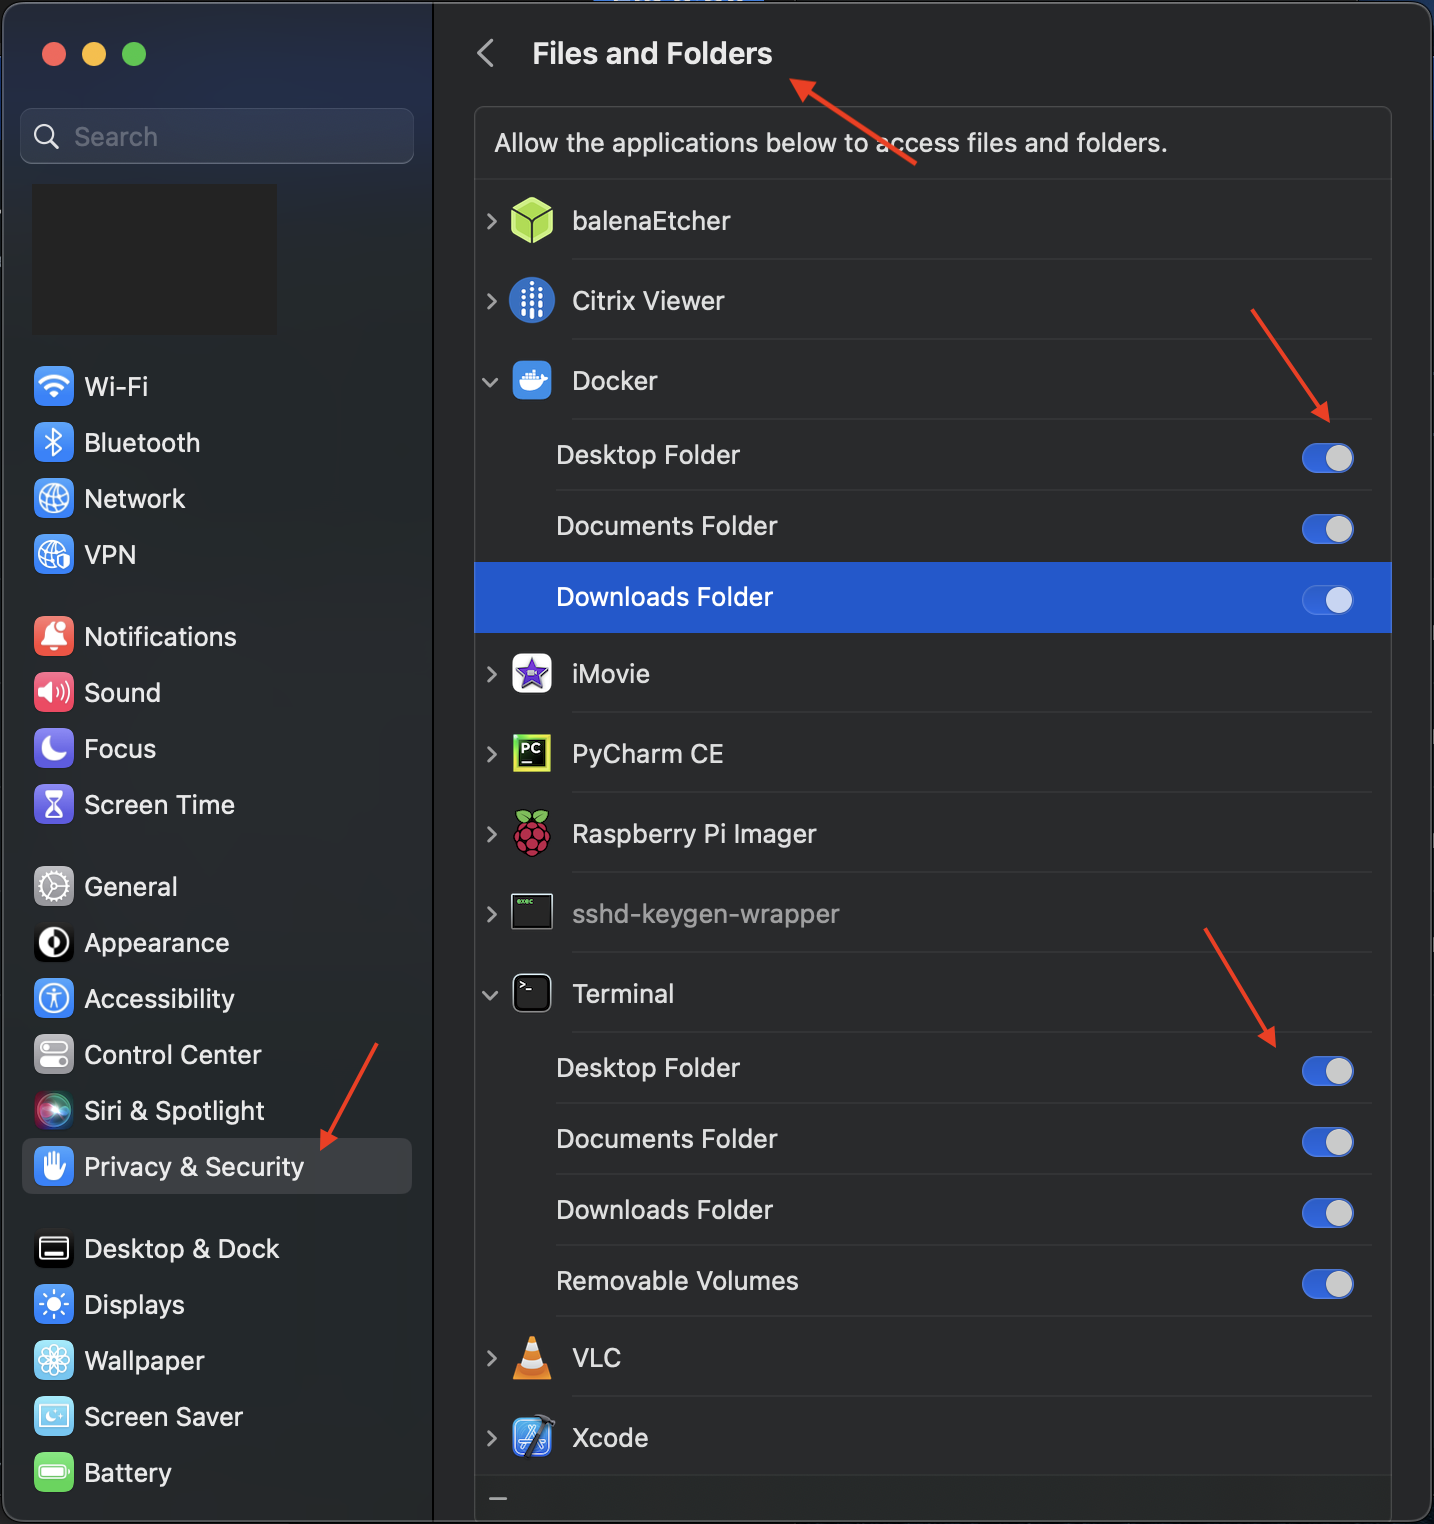 Search
Wi-Fi
Bluetooth
Network
VPN
Notifications
Sound
Focus
Screen Time
General
Appearance
Accessibility
Control Center
Siri & Spotlight
Privacy & Security
Desktop & Dock
Displays
Wallpaper
Screen Saver
Battery
Files and Folders
Allow the applications below to access files and folders.
balenaEtcher
Citrix Viewer
Docker
Desktop Folder
Documents Folder
Downloads Folder
iMovie
PC
PyCharm CE
Raspberry Pi Imager
exec
sshd-keygen-wrapper
>_
Terminal
Desktop Folder
Documents Folder
Downloads Folder
Removable Volumes
VLC
Xcode